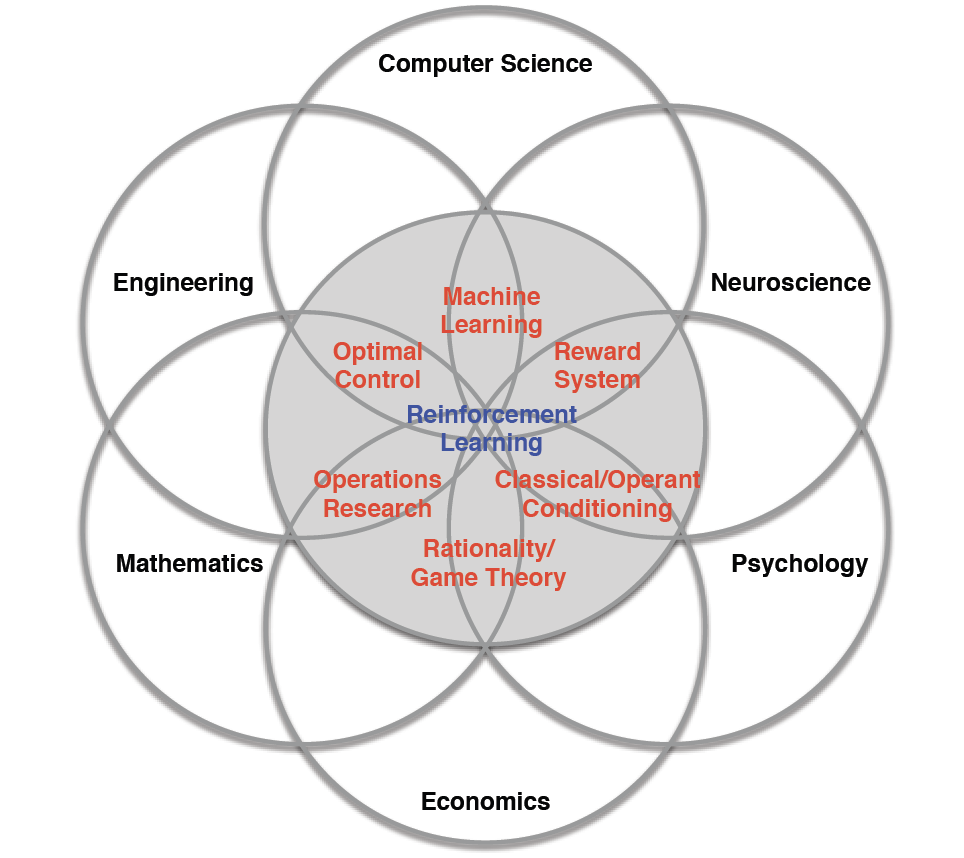 Computer Science
Engineering
Neuroscience
Machine
Learning
Optimal
Control
Reward
System
Reinforcement
Learning
Operations
Research
Classical/Operant
Conditioning
Rationality/
Game Theory
Mathematics
Psychology
Economics